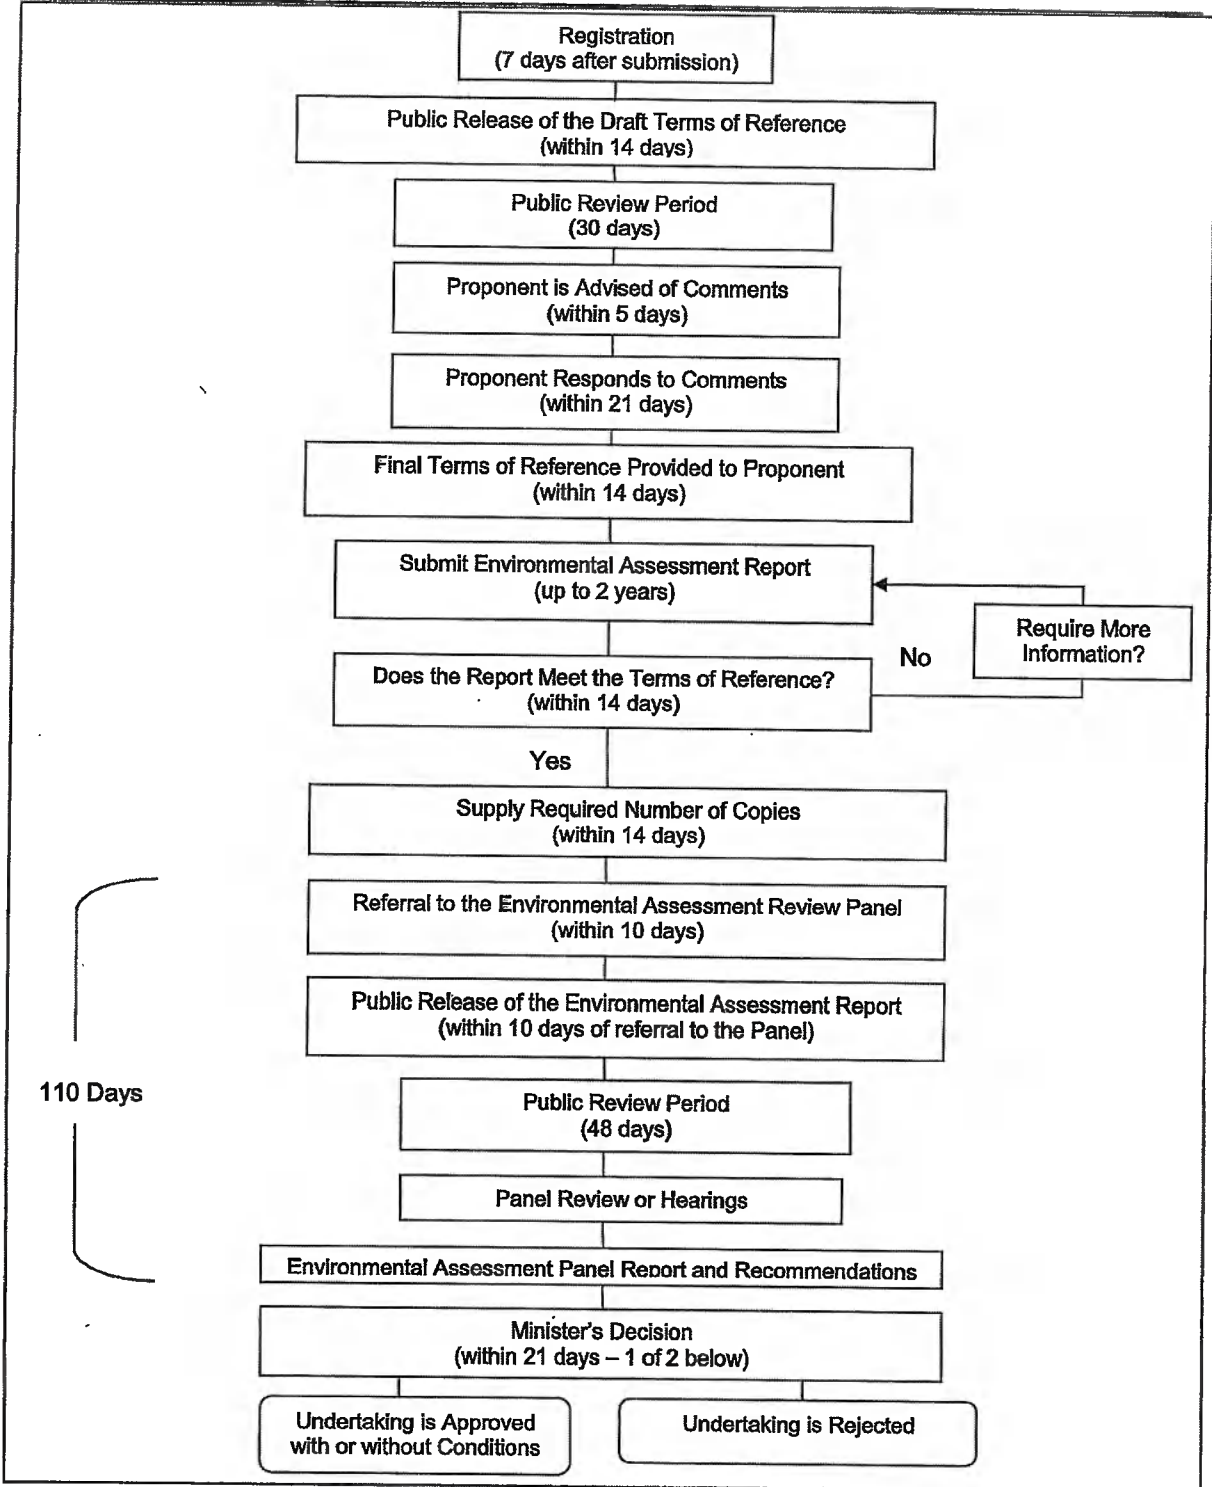 Registration
(7 days after submission)
Public Release of the Draft Terms of Reference
(within 14 days)
Public Review Period
(30 days)
Proponent is Advised of Comments
(within 5 days)
Proponent Responds to Comments
(within 21 days)
Final Terms of Reference Provided to Proponent
(within 14 days)
Submit Environmental Assessment Report
(up to 2 years)
Require More
Information?
No
Does the Report Meet the Terms of Reference?
(within 14 days)
Yes
Supply Required Number of Copies
(within 14 days)
Referral to the Environmental Assessment Review Panel
(within 10 days)
Public Release of the Environmental Assessment Report
(within 10 days of referral to the Panel)
110 Days
Public Review Period
(48 days)
Panel Review or Hearings
Environmental Assessment Panel Report and Recommendations
Minister's Decision
(within 21 days – 1 of 2 below)
Undertaking is Approved
with or without Conditions
Undertaking is Rejected